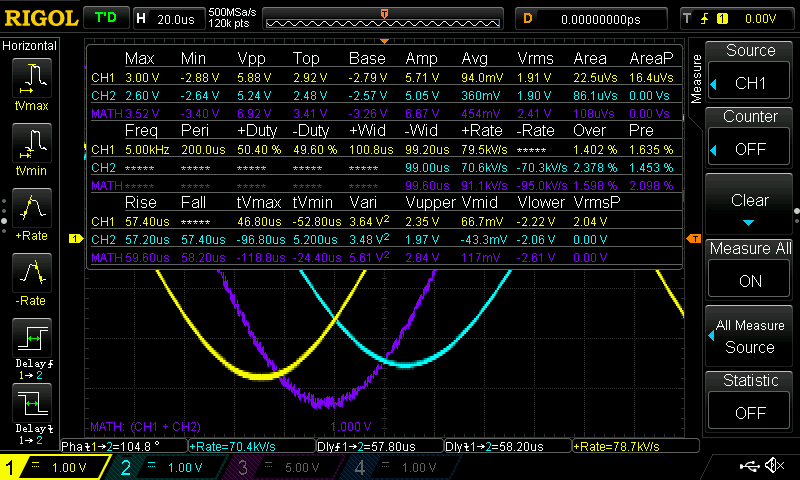 RIGOL T'D H 20.0us 500MSa/s 120k pts D 0.00000000ps T 1 0.00V
Horizontal
tVmax
tVmin
+Rate
-Rate
Delay
1→2
Delay
1→2
Max Min Vpp Top Base Amp Avg Vrms Area AreaP
CH1 3.00 V -2.88 V 5.88 V 2.92 V -2.79 V 5.71 V 94.0mV 1.91 V 22.5uVs 16.4uVs
CH2 2.60 V -2.64 V 5.24 V 2.48 V -2.57 V 5.05 V 360mV 1.90 V 86.1uVs 0.00 Vs
MATH 3.52 V -3.40 V 6.92 V 3.41 V -3.26 V 6.67 V 454mV 2.41 V 108uVs 0.00 Vs
Freq Peri +Duty -Duty +Wid -Wid +Rate -Rate Over Pre
CH1 5.00kHz 200.0us 50.40 % 49.60 % 100.8us 99.20us 79.5kV/s ***** 1.402 % 1.635 %
CH2 ***** ***** ***** ***** ***** 99.00us 70.6kV/s -70.3kV/s 2.378 % 1.453 %
MATH ***** ***** ***** ***** ***** 99.60us 91.1kV/s -95.0kV/s 1.598 % 2.098 %
Rise Fall tVmax tVmin Vari Vupper Vmid Vlower VrmsP
CH1 57.40us ***** 46.80us -52.80us 3.64 V² 2.35 V 66.7mV -2.22 V 2.04 V
CH2 57.20us 57.40us -96.80us 5.200us 3.48 V² 1.97 V -43.3mV -2.06 V 0.00 V
MATH 59.60us 58.20us -118.8us -24.40us 5.61 V² 2.84 V 117mV -2.61 V 0.00 V
1
T
T
MATH: (CH1 + CH2) 1.000 V
Pha1→2=104.8 ° +Rate=70.4kV/s Dly1→2=57.80us Dly1→2=58.20us +Rate=78.7kV/s
1 1.00 V 2 1.00 V 3 5.00 V 4 1.00 V
Measure
Source
CH1
Counter
OFF
Clear
Measure All
ON
All Measure
Source
Statistic
OFF